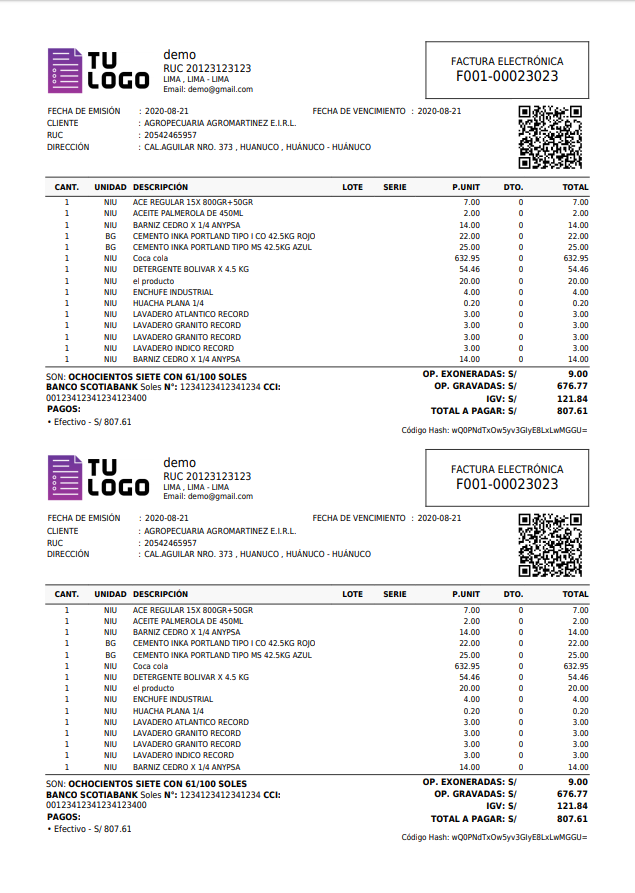 TU LOGO
demo
RUC 20123123123
LIMA , LIMA - LIMA
Email: demo@gmail.com
FACTURA ELECTRÓNICA
F001-00023023
FECHA DE EMISIÓN : 2020-08-21 FECHA DE VENCIMIENTO : 2020-08-21
CLIENTE : AGROPECUARIA AGROMARTINEZ E.I.R.L.
RUC : 20542465957
DIRECCIÓN : CAL.AGUILAR NRO. 373 , HUANUCO , HUÁNUCO - HUÁNUCO
CANT. UNIDAD DESCRIPCIÓN LOTE SERIE P.UNIT DTO. TOTAL
1 NIU ACE REGULAR 15X 800GR+50GR 7.00 0 7.00
1 NIU ACEITE PALMEROLA DE 450ML 2.00 0 2.00
1 NIU BARNIZ CEDRO X 1/4 ANYPSA 14.00 0 14.00
1 BG CEMENTO INKA PORTLAND TIPO I CO 42.5KG ROJO 22.00 0 22.00
1 BG CEMENTO INKA PORTLAND TIPO MS 42.5KG AZUL 25.00 0 25.00
1 NIU Coca cola 632.95 0 632.95
1 NIU DETERGENTE BOLIVAR X 4.5 KG 54.46 0 54.46
1 NIU el producto 20.00 0 20.00
1 NIU ENCHUFE INDUSTRIAL 4.00 0 4.00
1 NIU HUACHA PLANA 1/4 0.20 0 0.20
1 NIU LAVADERO ATLANTICO RECORD 3.00 0 3.00
1 NIU LAVADERO GRANITO RECORD 3.00 0 3.00
1 NIU LAVADERO GRANITO RECORD 3.00 0 3.00
1 NIU LAVADERO INDICO RECORD 3.00 0 3.00
1 NIU BARNIZ CEDRO X 1/4 ANYPSA 14.00 0 14.00
SON: OCHOCIENTOS SIETE CON 61/100 SOLES
BANCO SCOTIABANK Soles N°: 1234123412341234 CCI:
00123412341234123400
PAGOS:
• Efectivo - S/ 807.61
OP. EXONERADAS: S/ 9.00
OP. GRAVADAS: S/ 676.77
IGV: S/ 121.84
TOTAL A PAGAR: S/ 807.61
Código Hash: wQ0PNdTxOw5yv3GIyE8LxLwMGGU=
TU LOGO
demo
RUC 20123123123
LIMA , LIMA - LIMA
Email: demo@gmail.com
FACTURA ELECTRÓNICA
F001-00023023
FECHA DE EMISIÓN : 2020-08-21 FECHA DE VENCIMIENTO : 2020-08-21
CLIENTE : AGROPECUARIA AGROMARTINEZ E.I.R.L.
RUC : 20542465957
DIRECCIÓN : CAL.AGUILAR NRO. 373 , HUANUCO , HUÁNUCO - HUÁNUCO
CANT. UNIDAD DESCRIPCIÓN LOTE SERIE P.UNIT DTO. TOTAL
1 NIU ACE REGULAR 15X 800GR+50GR 7.00 0 7.00
1 NIU ACEITE PALMEROLA DE 450ML 2.00 0 2.00
1 NIU BARNIZ CEDRO X 1/4 ANYPSA 14.00 0 14.00
1 BG CEMENTO INKA PORTLAND TIPO I CO 42.5KG ROJO 22.00 0 22.00
1 BG CEMENTO INKA PORTLAND TIPO MS 42.5KG AZUL 25.00 0 25.00
1 NIU Coca cola 632.95 0 632.95
1 NIU DETERGENTE BOLIVAR X 4.5 KG 54.46 0 54.46
1 NIU el producto 20.00 0 20.00
1 NIU ENCHUFE INDUSTRIAL 4.00 0 4.00
1 NIU HUACHA PLANA 1/4 0.20 0 0.20
1 NIU LAVADERO ATLANTICO RECORD 3.00 0 3.00
1 NIU LAVADERO GRANITO RECORD 3.00 0 3.00
1 NIU LAVADERO GRANITO RECORD 3.00 0 3.00
1 NIU LAVADERO INDICO RECORD 3.00 0 3.00
1 NIU BARNIZ CEDRO X 1/4 ANYPSA 14.00 0 14.00
SON: OCHOCIENTOS SIETE CON 61/100 SOLES
BANCO SCOTIABANK Soles N°: 1234123412341234 CCI:
00123412341234123400
PAGOS:
• Efectivo - S/ 807.61
OP. EXONERADAS: S/ 9.00
OP. GRAVADAS: S/ 676.77
IGV: S/ 121.84
TOTAL A PAGAR: S/ 807.61
Código Hash: wQ0PNdTxOw5yv3GIyE8LxLwMGGU=